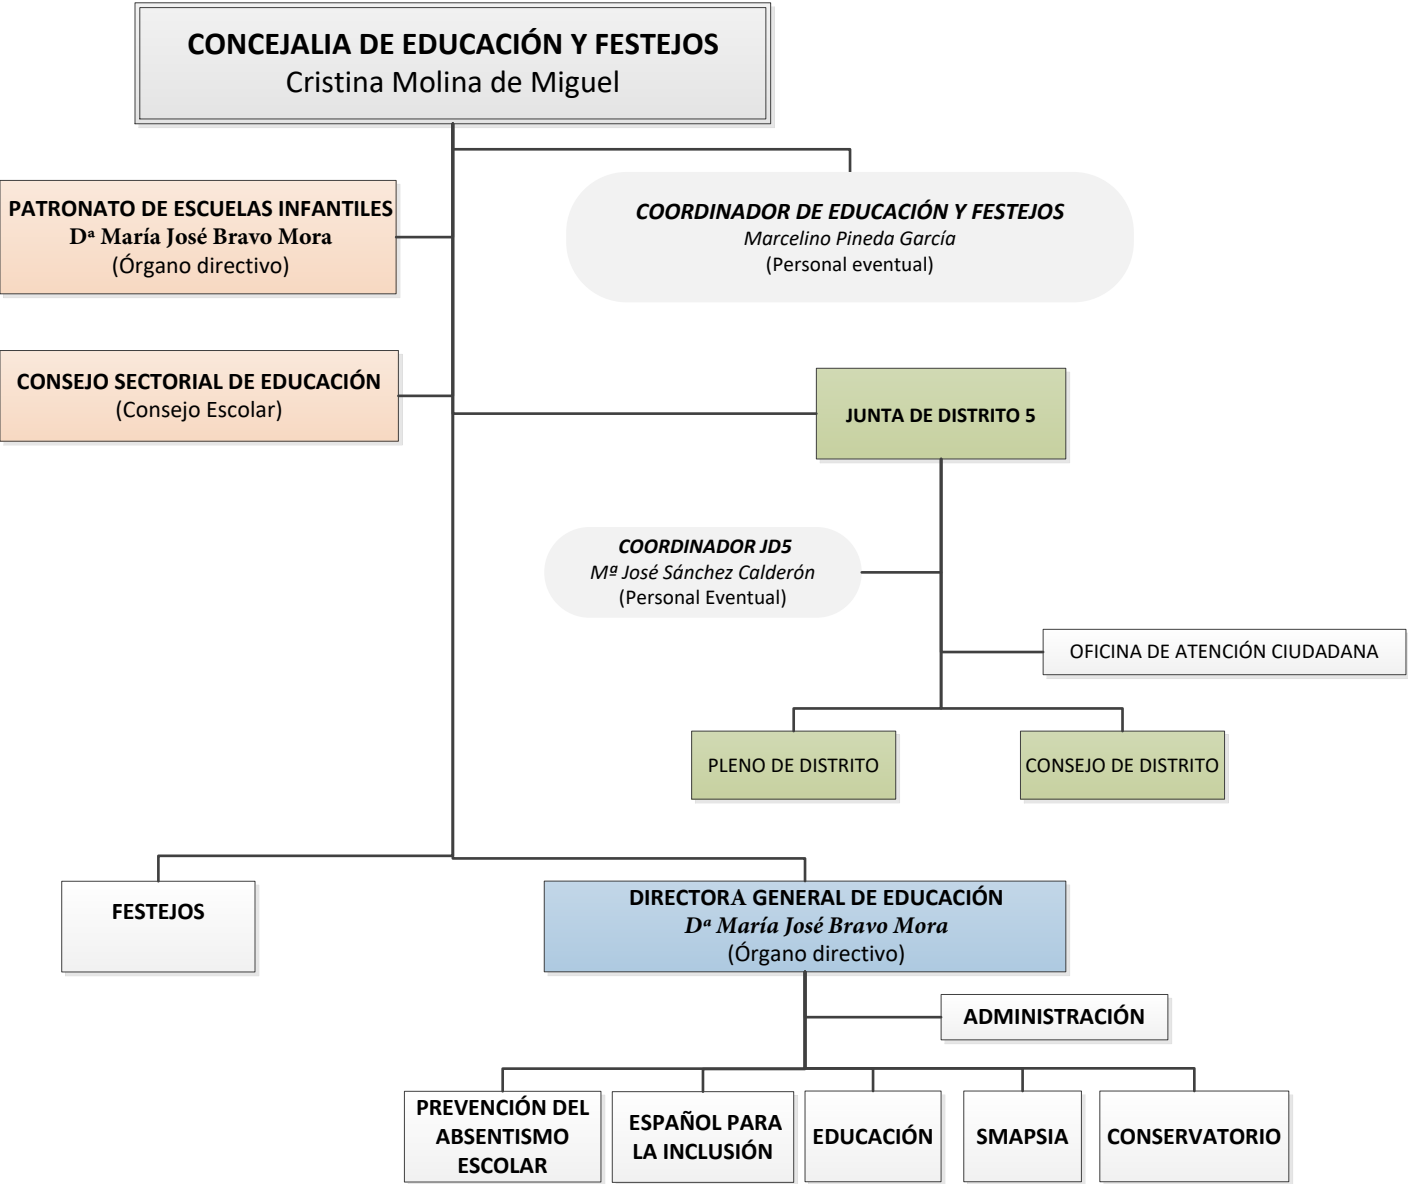 CONCEJALIA DE EDUCACIÓN Y FESTEJOS
Cristina Molina de Miguel
PATRONATO DE ESCUELAS INFANTILES
Dª María José Bravo Mora
(Órgano directivo)
COORDINADOR DE EDUCACIÓN Y FESTEJOS
Marcelino Pineda García
(Personal eventual)
CONSEJO SECTORIAL DE EDUCACIÓN
(Consejo Escolar)
JUNTA DE DISTRITO 5
COORDINADOR JD5
Mª José Sánchez Calderón
(Personal Eventual)
OFICINA DE ATENCIÓN CIUDADANA
PLENO DE DISTRITO
CONSEJO DE DISTRITO
FESTEJOS
DIRECTORA GENERAL DE EDUCACIÓN
Dª María José Bravo Mora
(Órgano directivo)
ADMINISTRACIÓN
PREVENCIÓN DEL
ABSENTISMO
ESCOLAR
ESPAÑOL PARA
LA INCLUSIÓN
EDUCACIÓN
SMAPSIA
CONSERVATORIO